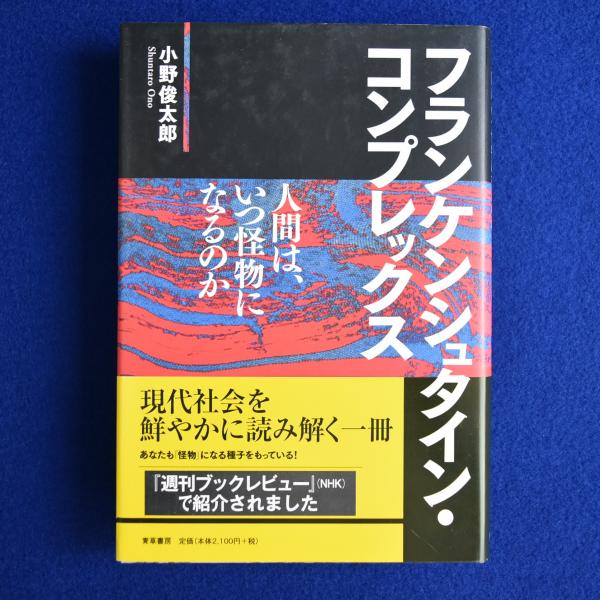 フランケンシュタイン・
コンプレックス
小野俊太郎
Shuntaro Ono
人間は、
いつ怪物に
なるのか
現代社会を
鮮やかに読み解く一冊
あなたも「怪物」になる種子をもっている！
『週刊ブックレビュー』(NHK)
で紹介されました
青草書房 定価(本体2,100円+税)